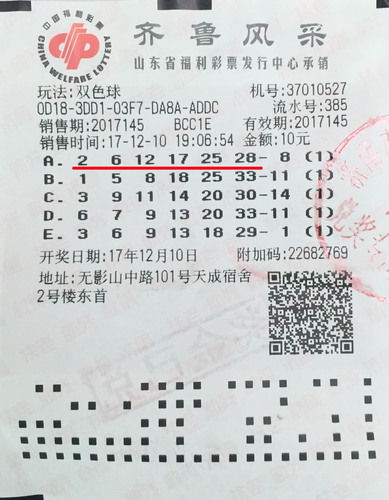 中国福利彩票
CHINA WELFARE LOTTERY
齐鲁风采
山东省福利彩票发行中心承销
玩法:双色球 机号:37010527
0D18-3DD1-03F7-DA8A-ADDC 流水号:385
销售期:2017145 BCC1E 有效期:2017145
销售时间:17-12-10 19:06:54 金额:10元
A. 2 6 12 17 25 28- 8 (1)
B. 1 5 8 18 25 33-11 (1)
C. 3 9 11 14 20 30-14 (1)
D. 6 7 9 13 20 33-11 (1)
E. 3 9 13 18 29- 1 (1)
开奖日期:17年12月10日 附加码:22682769
地址:无影山中路101号天成宿舍
2号楼东首